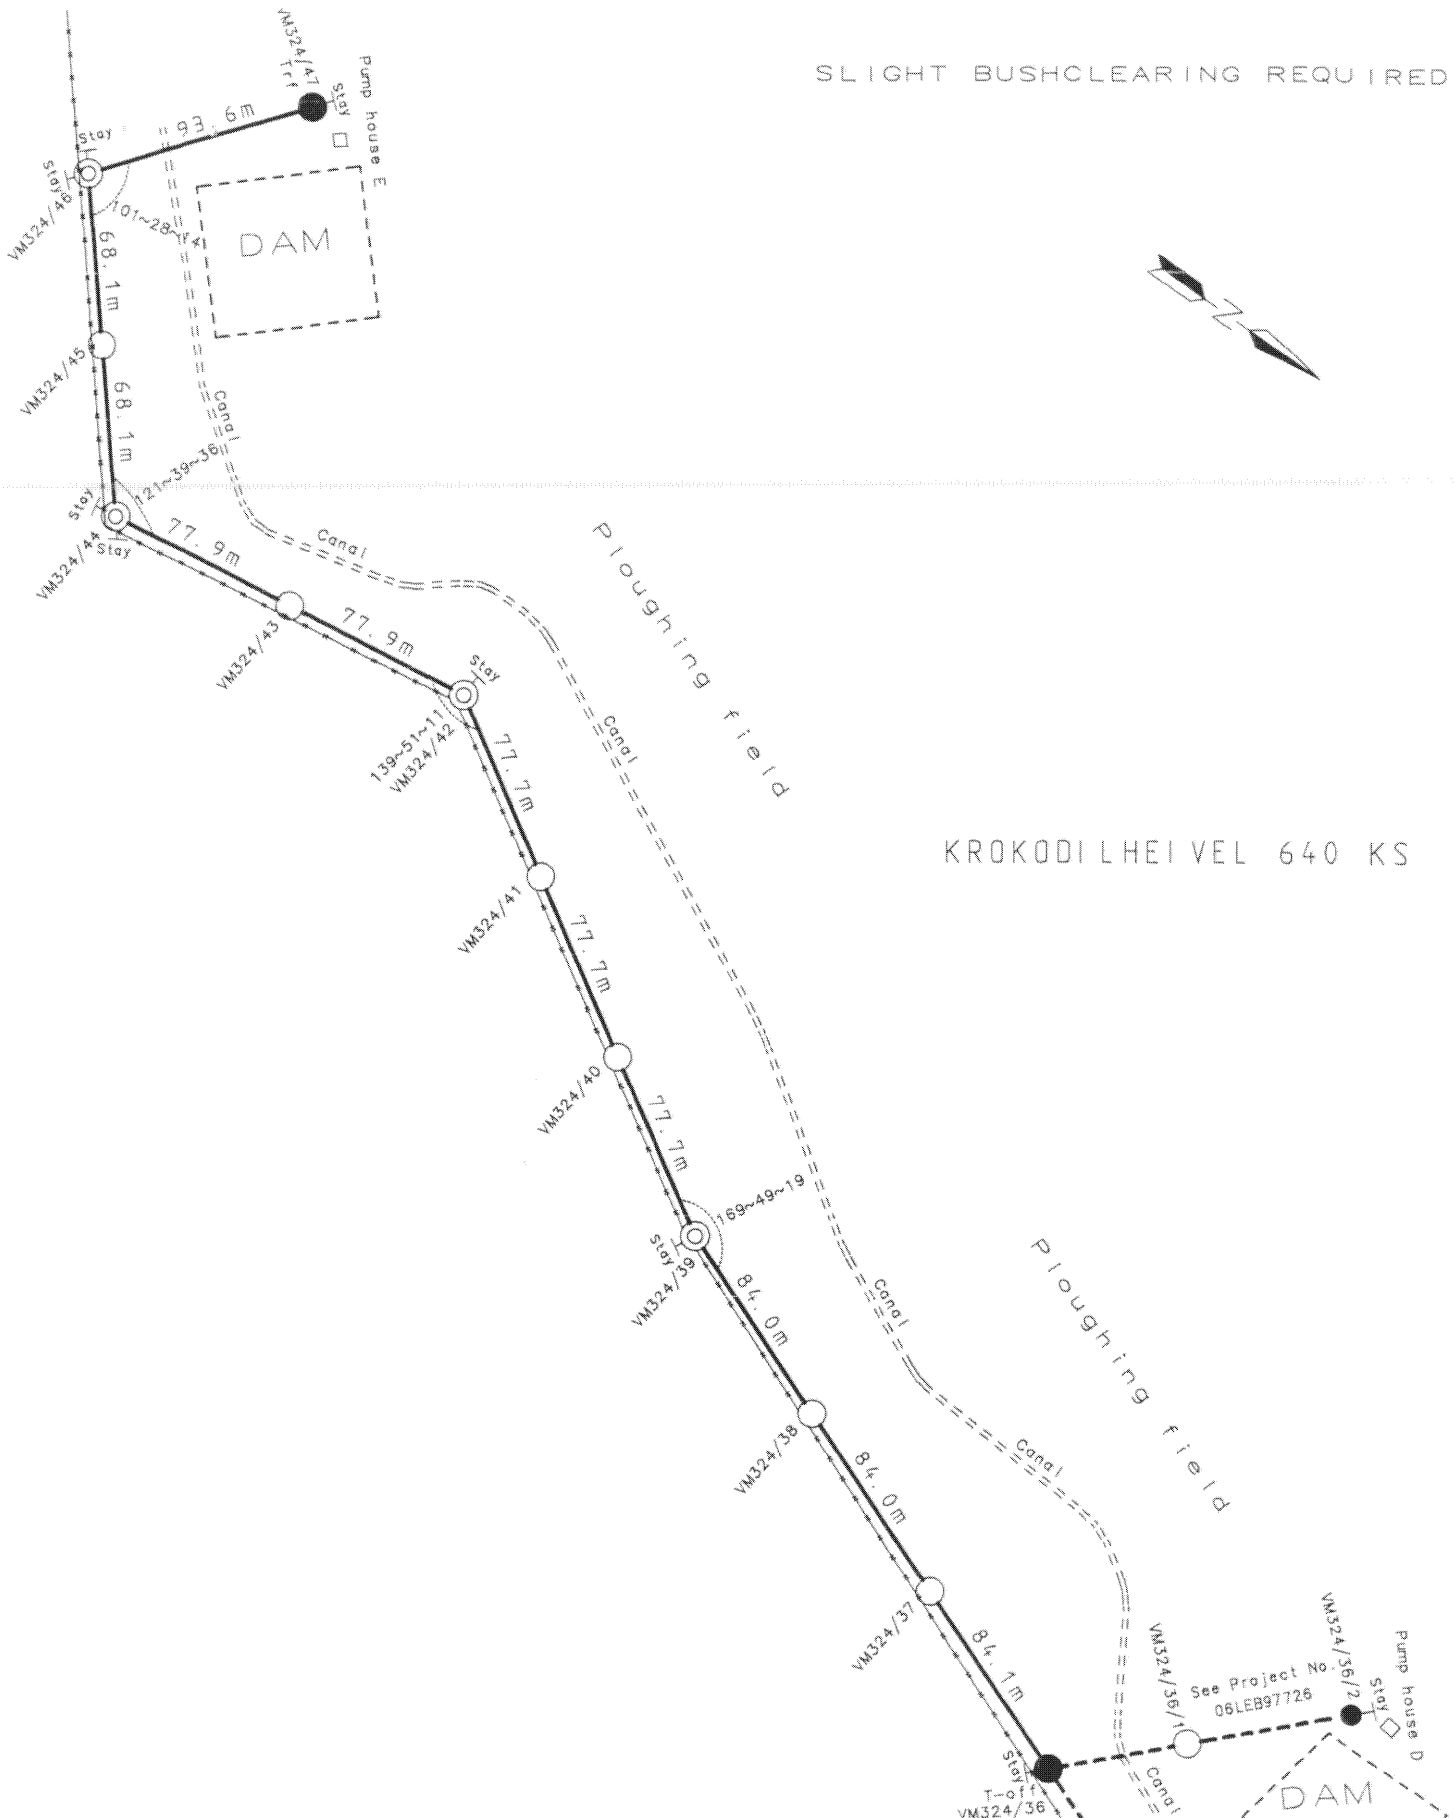 SLIGHT BUSHCLEARING REQUIRED
VM324/47
Trf
Stay
Pump house E
93.6m
Stay
Stay
VM324/46
DAM
68.1m
VM324/45
68.1m
Canal
121~39~36
Stay
VM324/44
Stay
77.9m
Canal
Ploughing field
VM324/43
77.9m
Stay
139~51~11
VM324/42
77.7m
Canal
KROKODILHEIVEL 640 KS
VM324/41
77.7m
VM324/40
77.7m
169~49~19
Stay
VM324/39
84.0m
Canal
Ploughing field
VM324/38
84.0m
Canal
VM324/37
84.1m
VM324/36/1
See Project No.
06LEB97726
VM324/36/2
Stay
Pump house D
Stay
T-off
VM324/36
Canal
DAM
N